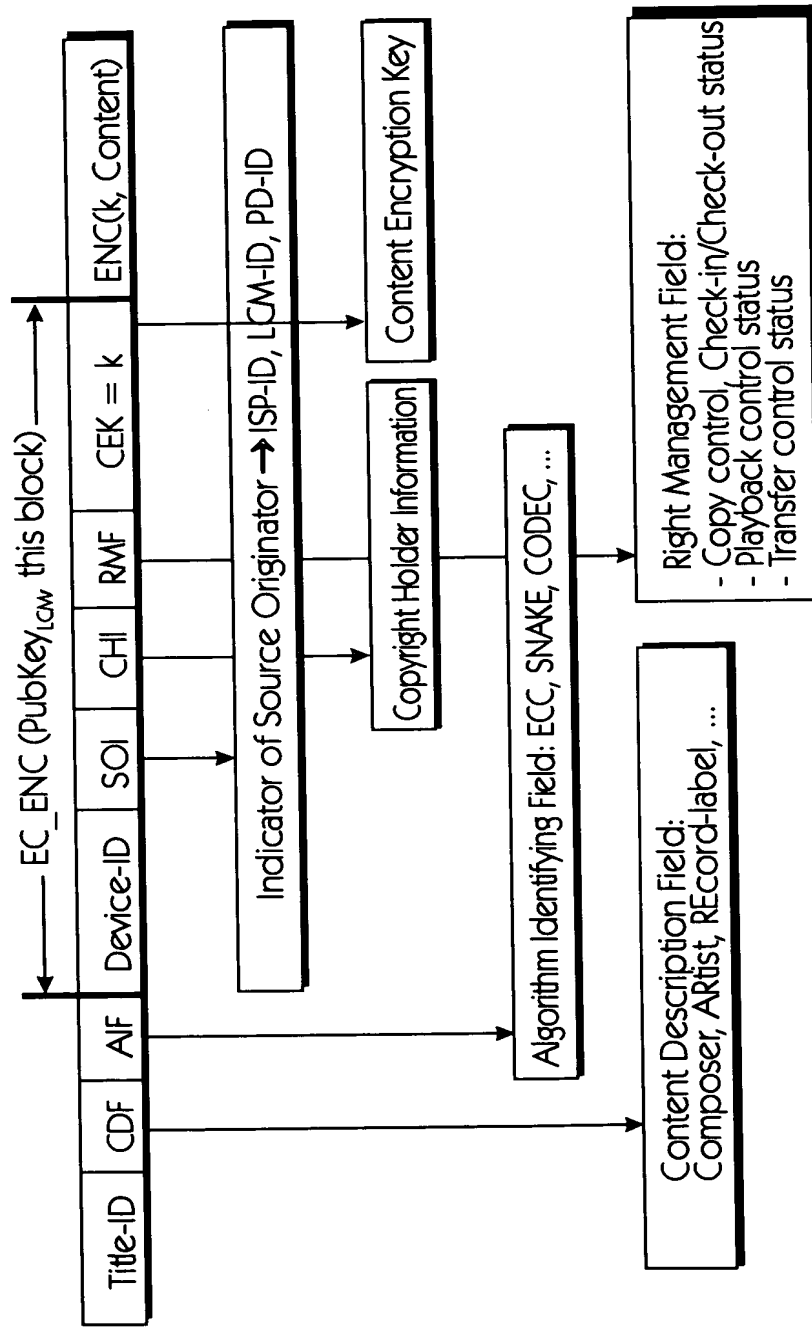 EC_ENC (PubKey_LCM this block)
Title-ID CDF AIF Device-ID SOI CHI RMF CEK = k ENC(k, Content)
Indicator of Source Originator → ISP-ID, LCM-ID, PD-ID
Copyright Holder Information
Content Encryption Key
Algorithm Identifying Field: ECC, SNAKE, CODEC, ...
Content Description Field:
Composer, ARtist, REcord-label, ...
Right Management Field:
- Copy control, Check-in/Check-out status
- Playback control status
- Transfer control status